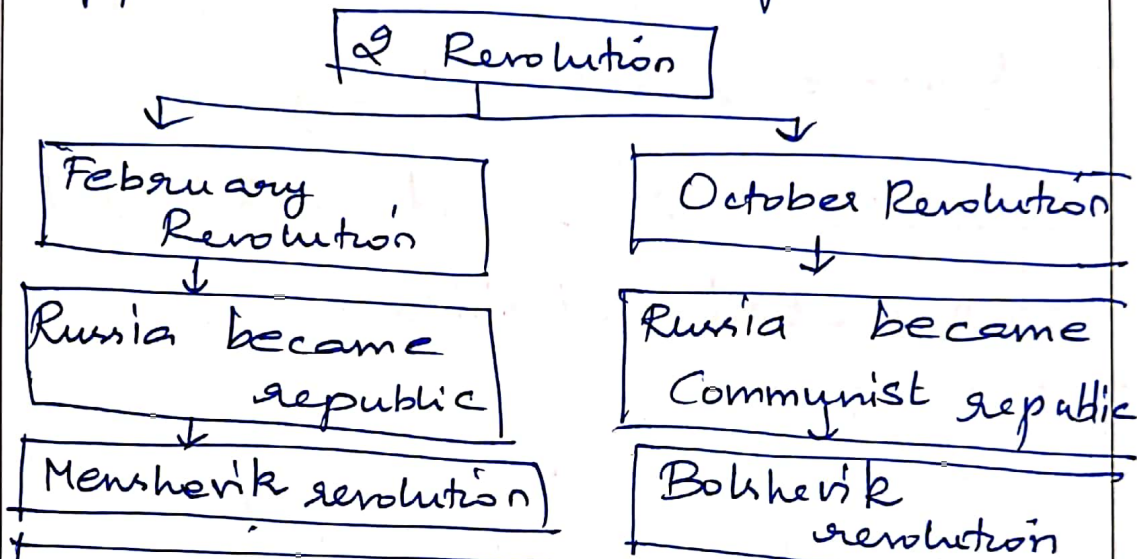 2 Revolution
February
Revolution
October Revolution
Russia became
republic
Russia became
Communist republic
Menshevik revolution
Bolshevik
revolution